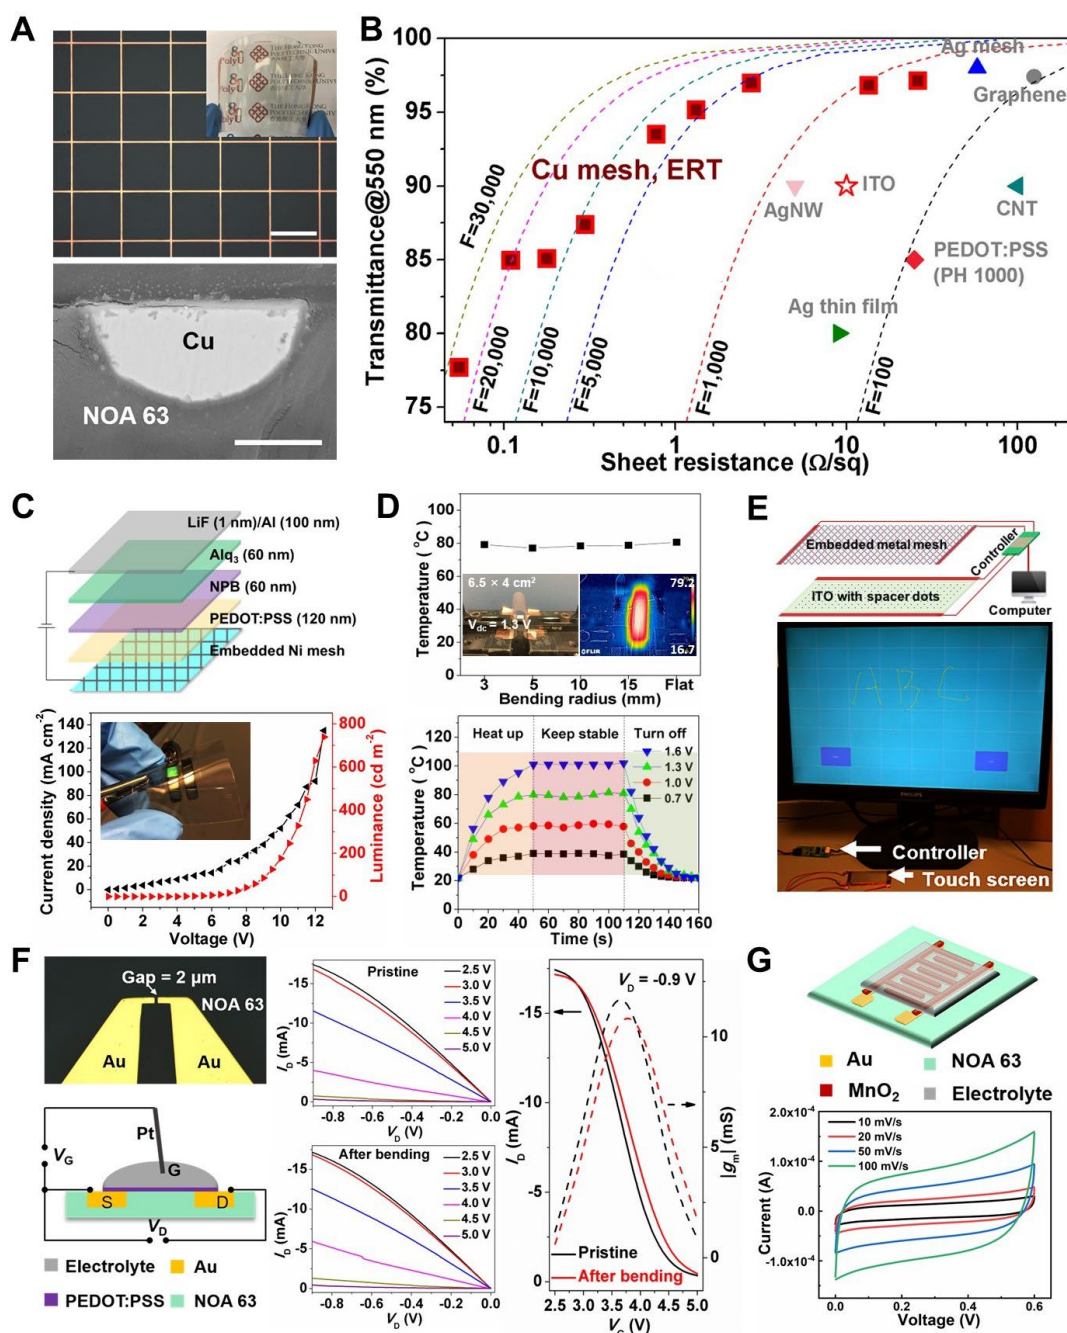 A
PolyU THE HONG KONG POLYTECHNIC UNIVE
B
Transmittance@550 nm (%)
100
95
90
85
80
75
F=30,000
F=20,000
F=10,000
F=5,000
F=1,000
F=100
Cu mesh, ERT
Ag mesh
Graphene
AgNW
ITO
CNT
PEDOT:PSS
(PH 1000)
Ag thin film
0.1 1 10 100
Sheet resistance (Ω/sq)
Cu
NOA 63
C
LiF (1 nm)/Al (100 nm)
Alq3 (60 nm)
NPB (60 nm)
PEDOT:PSS (120 nm)
Embedded Ni mesh
Current density (mA cm-2)
140
120
100
80
60
40
20
0
800
600
400
200
0
Luminance (cd m-2)
0 2 4 6 8 10 12
Voltage (V)
D
Temperature ( °C)
100
80
60
40
20
0
6.5 × 4 cm2
Vdc = 1.3 V
79.2
16.7
FLIR
3 5 10 15 Flat
Bending radius (mm)
Temperature ( °C)
120
100
80
60
40
20
0
Heat up Keep stable Turn off
1.6 V
1.3 V
1.0 V
0.7 V
0 20 40 60 80 100 120 140 160
Time (s)
E
Embedded metal mesh
Controller
ITO with spacer dots
Computer
A B C
PHILIPS
Controller
Touch screen
F
Gap = 2 μm
NOA 63
Au Au
Pt
VG
G
S D
VD
Electrolyte Au
PEDOT:PSS NOA 63
Pristine
2.5 V
3.0 V
3.5 V
4.0 V
4.5 V
5.0 V
ID (mA)
-15
-10
-5
0
-0.8 -0.6 -0.4 -0.2 0.0
VD (V)
After bending
2.5 V
3.0 V
3.5 V
4.0 V
4.5 V
5.0 V
ID (mA)
-15
-10
-5
0
-0.8 -0.6 -0.4 -0.2 0.0
VD (V)
VD = -0.9 V
ID (mA)
-15
-10
-5
0
10
5
0
|gm| (mS)
Pristine
After bending
2.5 3.0 3.5 4.0 4.5 5.0
VG (V)
G
Au NOA 63
MnO2 Electrolyte
Current (A)
2.0x10-4
1.0x10-4
0.0
-1.0x10-4
10 mV/s
20 mV/s
50 mV/s
100 mV/s
0.0 0.2 0.4 0.6
Voltage (V)